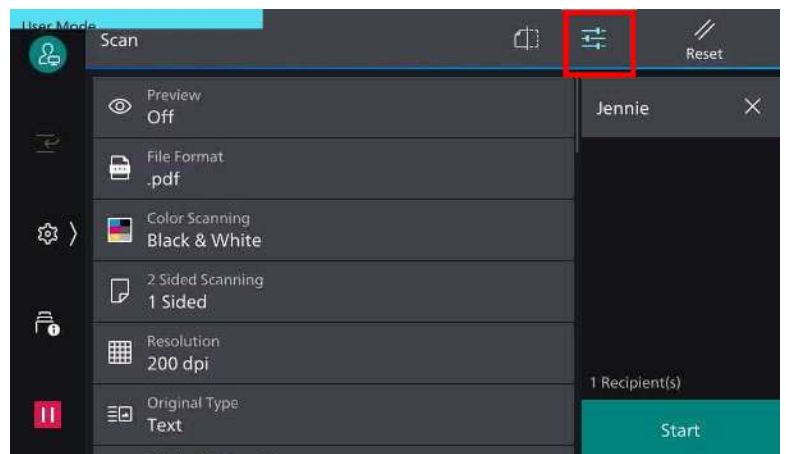 User Mode
Scan
Reset
Preview
Off
Jennie
File Format
.pdf
Color Scanning
Black & White
2 Sided Scanning
1 Sided
Resolution
200 dpi
1 Recipient(s)
Original Type
Text
Start